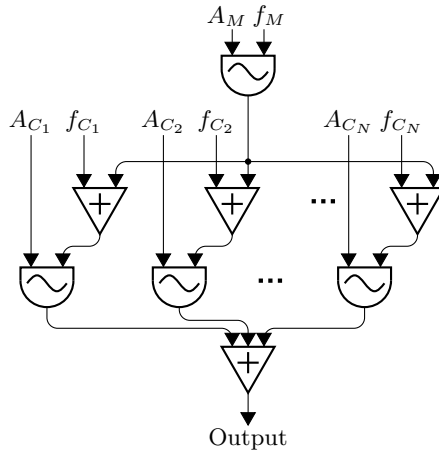 A_M f_M
A_{C_1} f_{C_1} A_{C_2} f_{C_2} A_{C_N} f_{C_N}
+ + ... +
...
+
Output